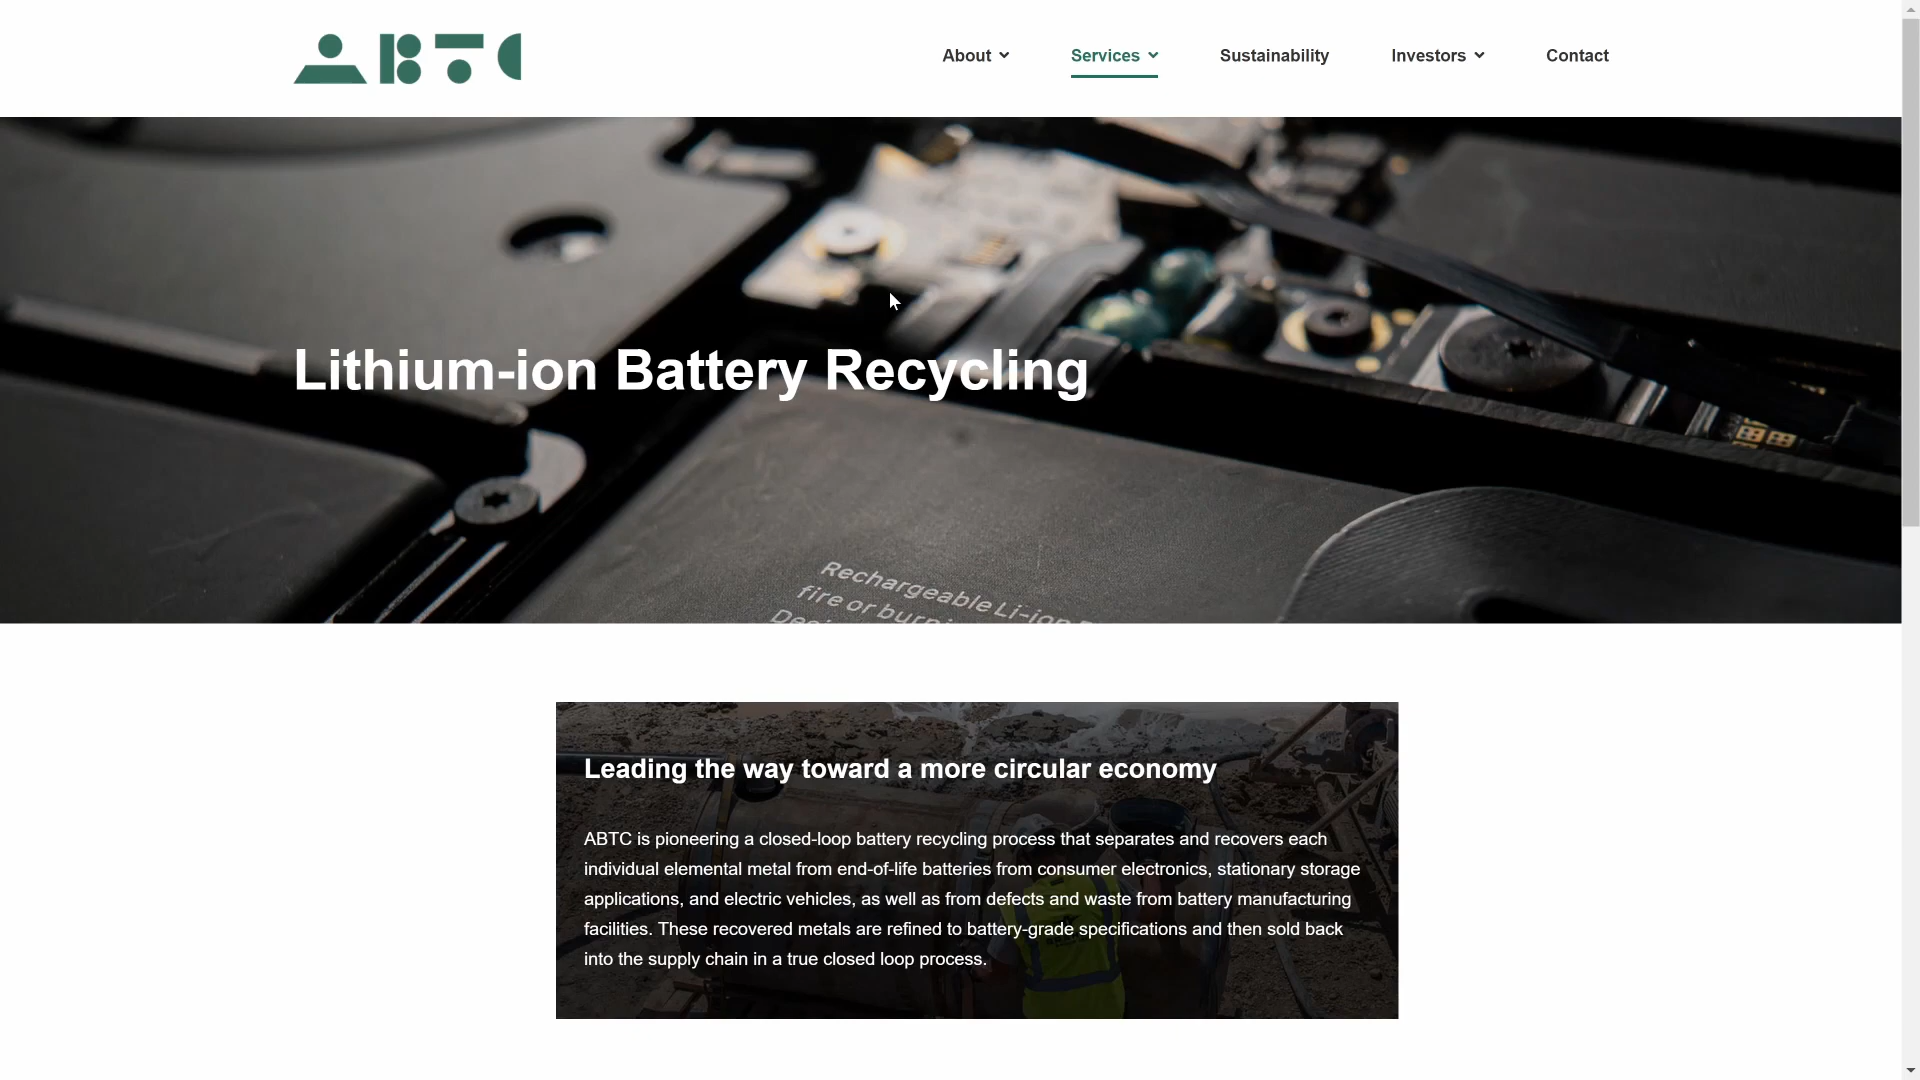 ABTC
About
Services
Sustainability
Investors
Contact
Lithium-ion Battery Recycling
Rechargeable Li-ion
fire or
Leading the way toward a more circular economy
ABTC is pioneering a closed-loop battery recycling process that separates and recovers each
individual elemental metal from end-of-life batteries from consumer electronics, stationary storage
applications, and electric vehicles, as well as from defects and waste from battery manufacturing
facilities. These recovered metals are refined to battery-grade specifications and then sold back
into the supply chain in a true closed loop process.